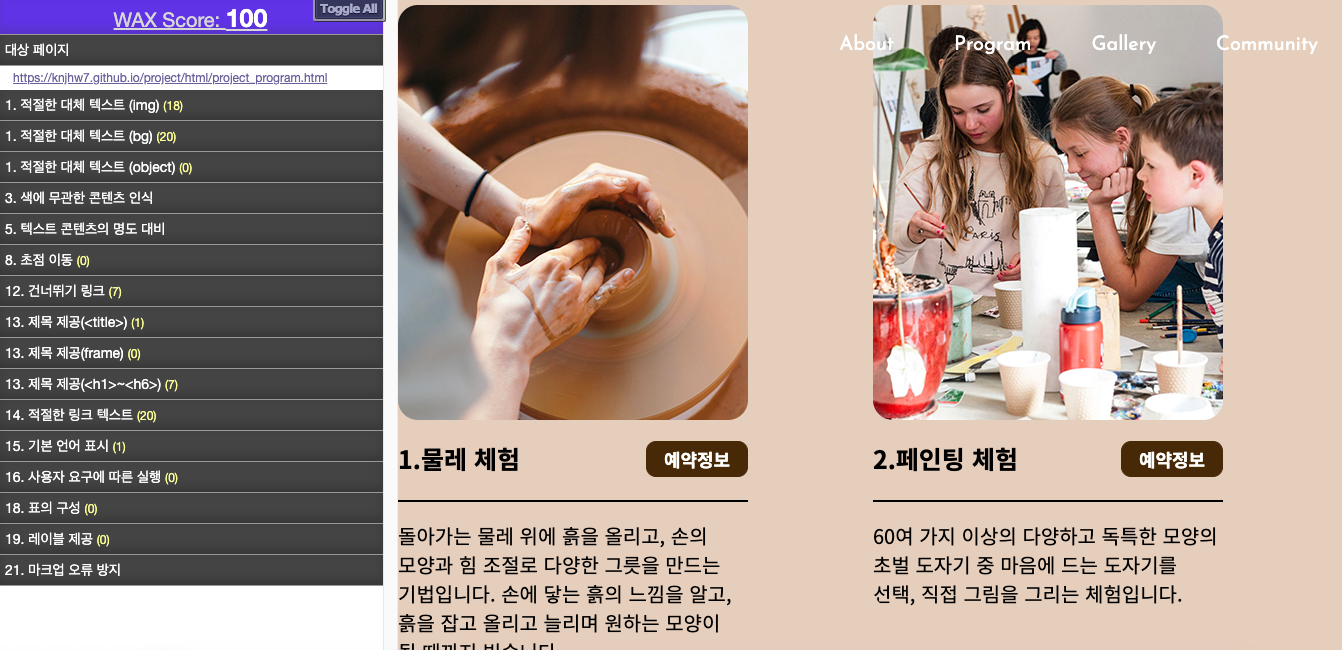 WAX Score: 100
Toggle All
대상 페이지
https://knjhw7.github.io/project/html/project_program.html
1. 적절한 대체 텍스트 (img) (18)
1. 적절한 대체 텍스트 (bg) (20)
1. 적절한 대체 텍스트 (object) (0)
3. 색에 무관한 콘텐츠 인식
5. 텍스트 콘텐츠의 명도 대비
8. 초점 이동 (0)
12. 건너뛰기 링크 (7)
13. 제목 제공(<title>) (1)
13. 제목 제공(frame) (0)
13. 제목 제공(<h1>~<h6>) (7)
14. 적절한 링크 텍스트 (20)
15. 기본 언어 표시 (1)
16. 사용자 요구에 따른 실행 (0)
18. 표의 구성 (0)
19. 레이블 제공 (0)
21. 마크업 오류 방지
About Program Gallery Community
PARIS
1.물레 체험
예약정보
돌아가는 물레 위에 흙을 올리고, 손의
모양과 힘 조절로 다양한 그릇을 만드는
기법입니다. 손에 닿는 흙의 느낌을 알고,
흙을 잡고 올리고 늘리며 원하는 모양이
2.페인팅 체험
예약정보
60여 가지 이상의 다양하고 독특한 모양의
초벌 도자기 중 마음에 드는 도자기를
선택, 직접 그림을 그리는 체험입니다.